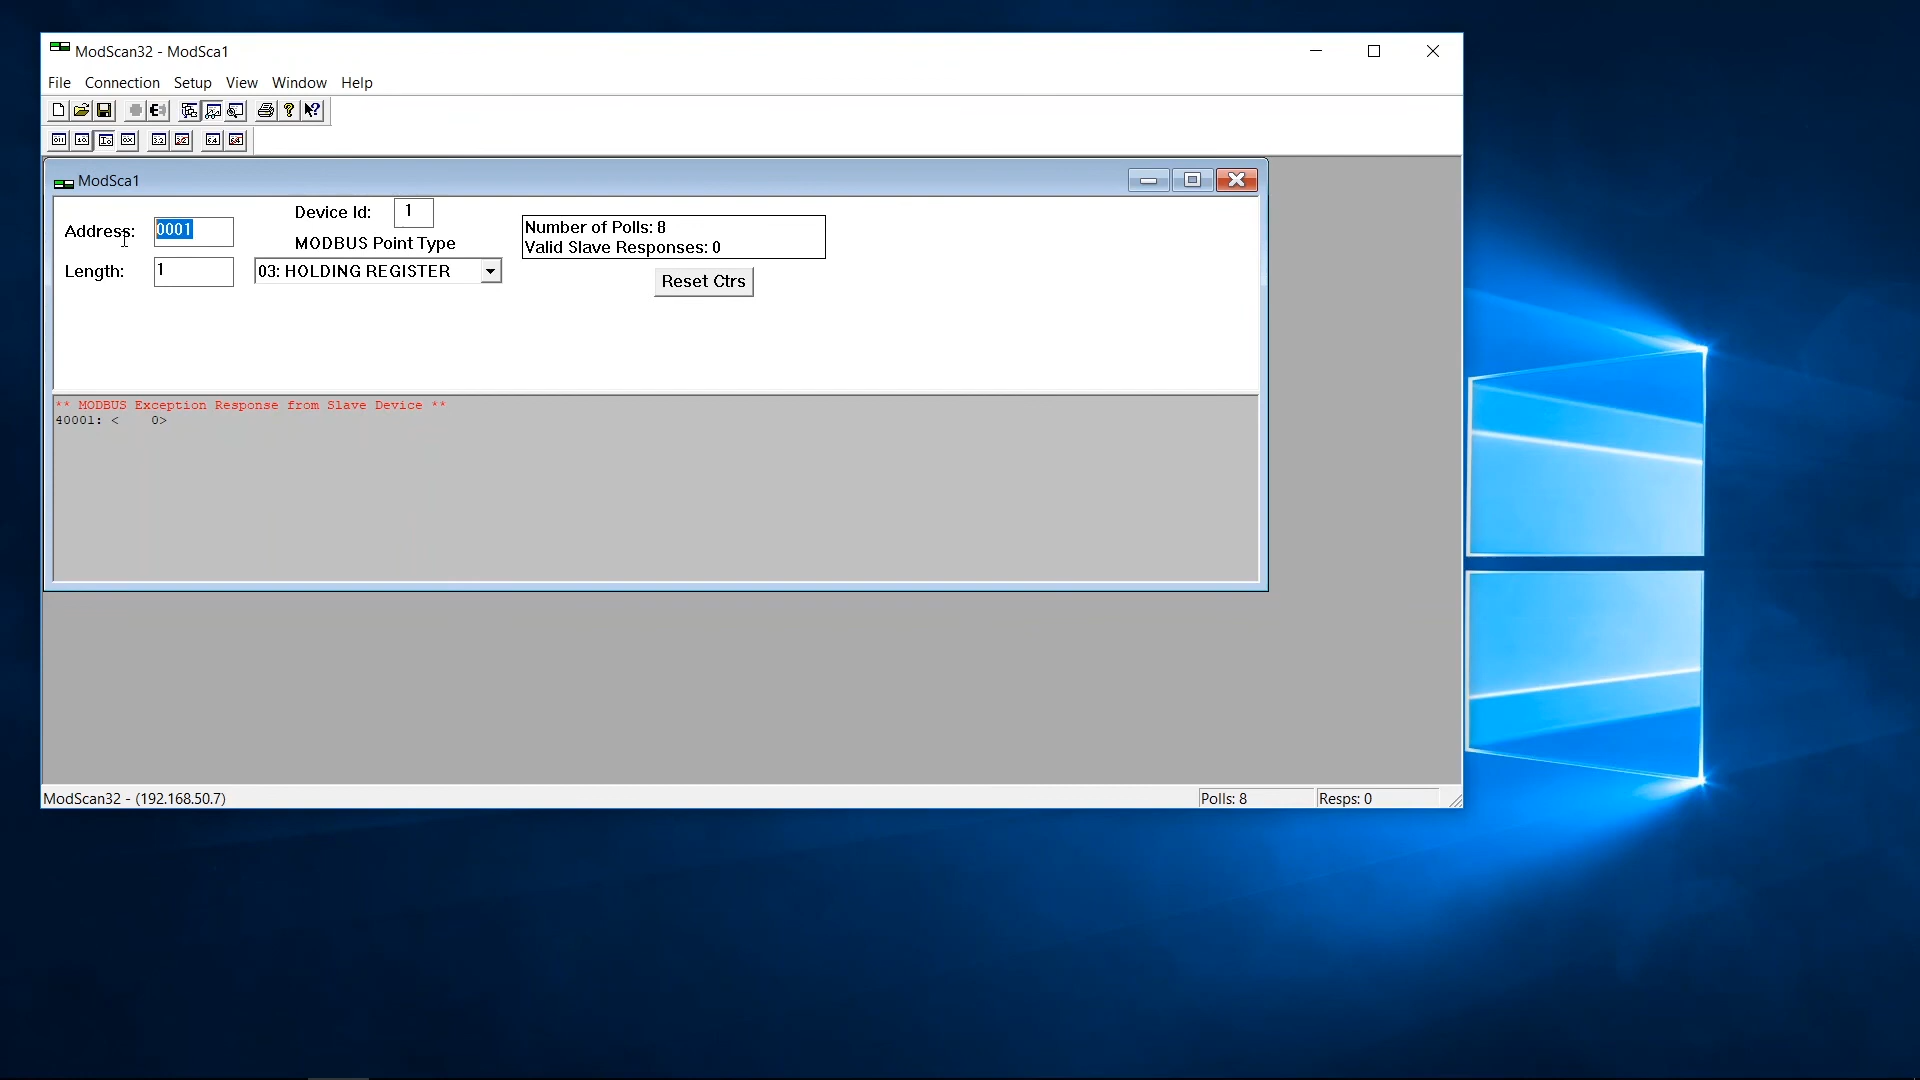 ModScan32 - ModSca1
File Connection Setup View Window Help
ModSca1
Address: 0001
Device Id: 1
MODBUS Point Type
Length: 1
03: HOLDING REGISTER
Number of Polls: 8
Valid Slave Responses: 0
Reset Ctrs
** MODBUS Exception Response from Slave Device **
40001: <    0>
ModScan32 - (192.168.50.7)
Polls: 8
Resps: 0